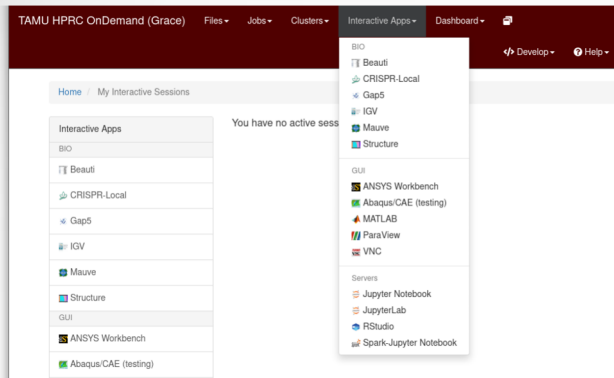 TAMU HPRC OnDemand (Grace) Files Jobs Clusters Interactive Apps Dashboard
Develop Help
Home / My Interactive Sessions
Interactive Apps
BIO
Beauti
CRISPR-Local
Gap5
IGV
Mauve
Structure
GUI
ANSYS Workbench
Abaqus/CAE (testing)
You have no active sess
BIO
Beauti
CRISPR-Local
Gap5
IGV
Mauve
Structure
GUI
ANSYS Workbench
Abaqus/CAE (testing)
MATLAB
ParaView
VNC
Servers
Jupyter Notebook
JupyterLab
RStudio
Spark-Jupyter Notebook